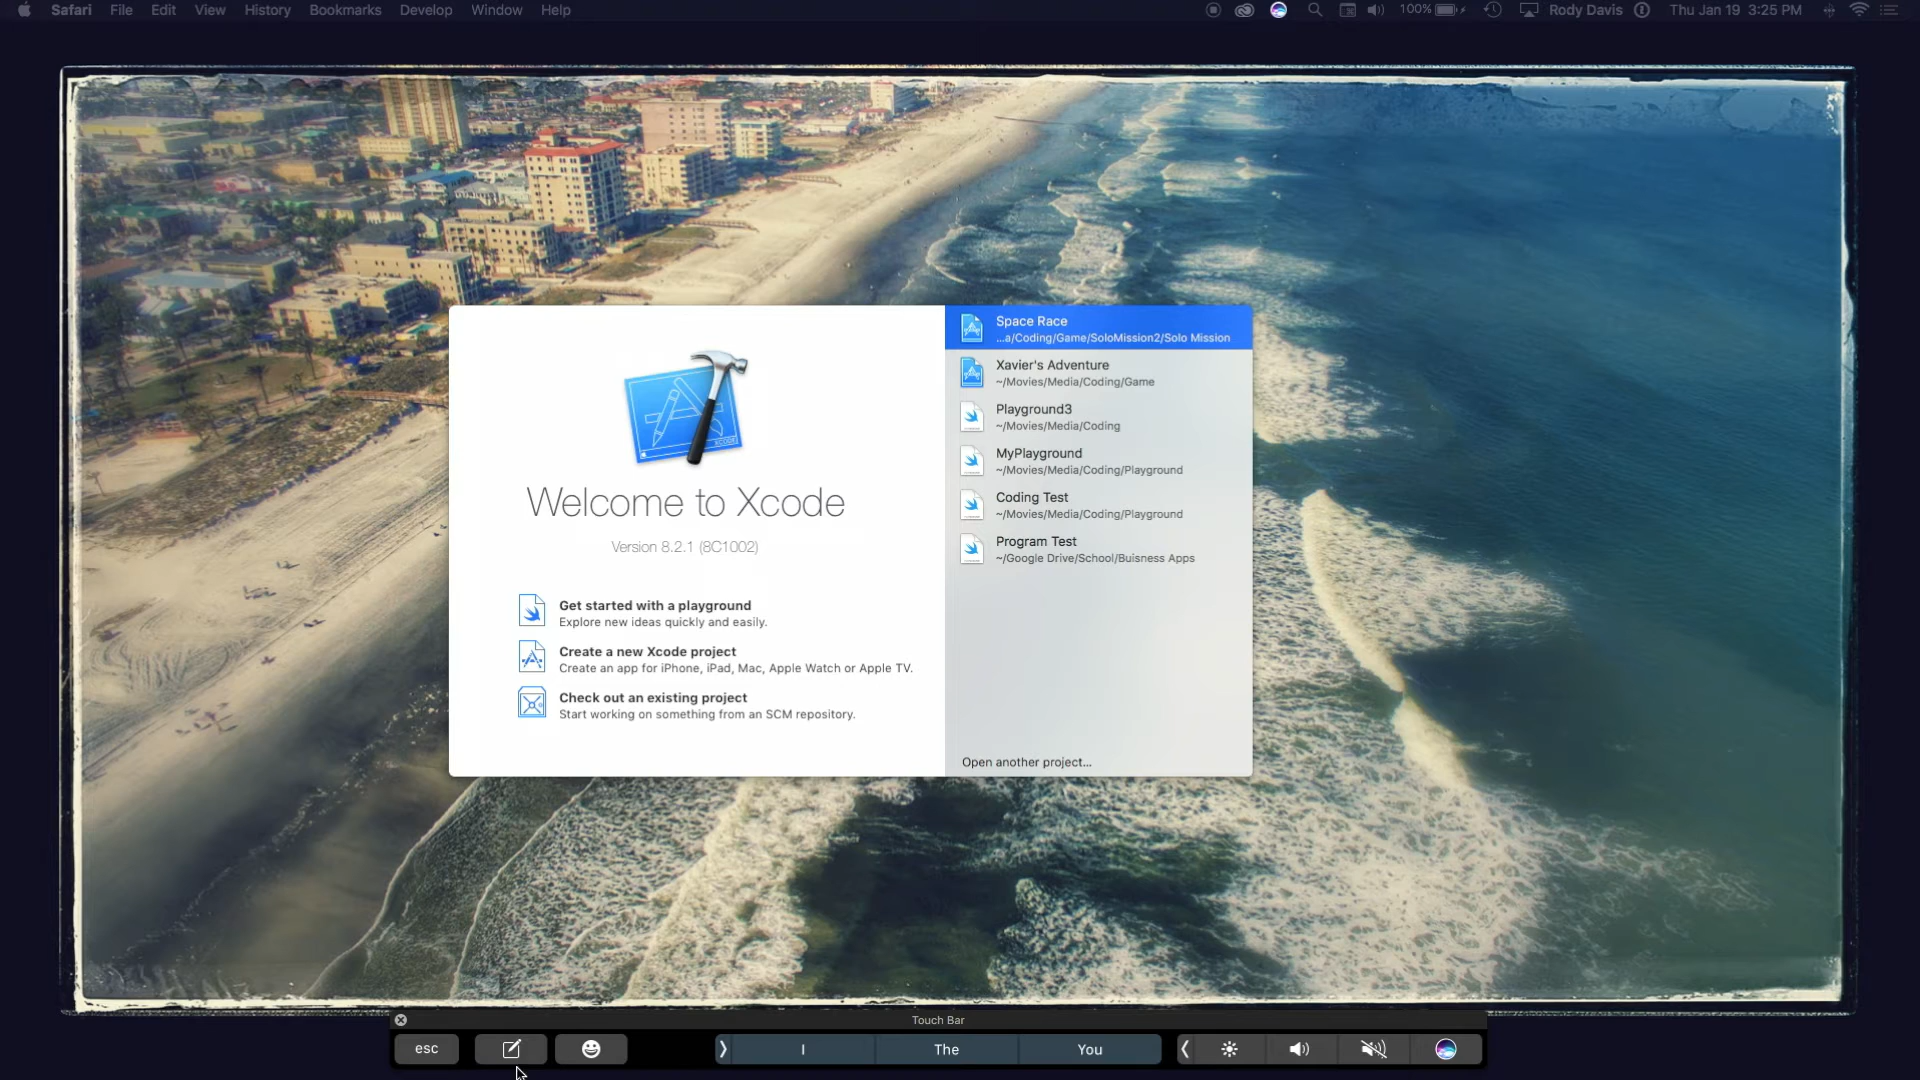 Safari File Edit View History Bookmarks Develop Window Help 100% Rody Davis Thu Jan 19 3:25 PM
Welcome to Xcode
Version 8.2.1 (8C1002)
Get started with a playground
Explore new ideas quickly and easily.
Create a new Xcode project
Create an app for iPhone, iPad, Mac, Apple Watch or Apple TV.
Check out an existing project
Start working on something from an SCM repository.
Space Race
...a/Coding/Game/SoloMission2/Solo Mission
Xavier's Adventure
~/Movies/Media/Coding/Game
Playground3
~/Movies/Media/Coding
MyPlayground
~/Movies/Media/Coding/Playground
Coding Test
~/Movies/Media/Coding/Playground
Program Test
~/Google Drive/School/Buisness Apps
Open another project...
Touch Bar
esc I The You